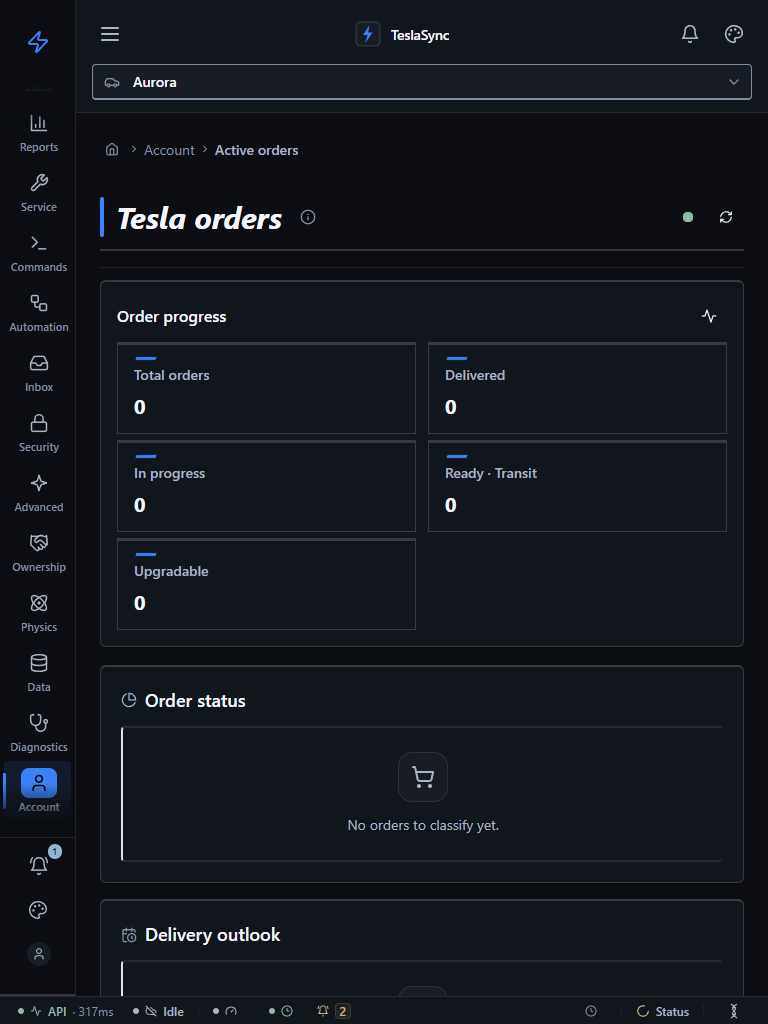 TeslaSync
Aurora
Reports
Service
Commands
Automation
Inbox
Security
Advanced
Ownership
Physics
Data
Diagnostics
Account
1
Account
Active orders
Tesla orders
Order progress
Total orders
0
Delivered
0
In progress
0
Ready · Transit
0
Upgradable
0
Order status
No orders to classify yet.
Delivery outlook
API · 317ms
Idle
2
Status